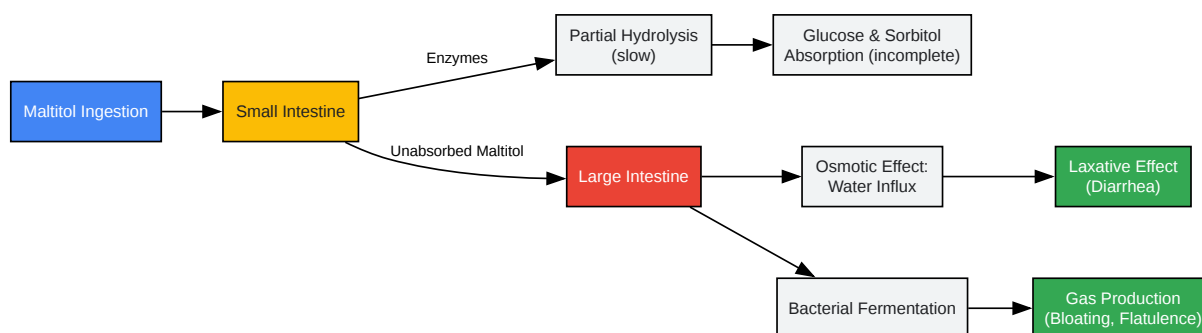 Maltitol Ingestion
Small Intestine
Enzymes
Partial Hydrolysis
(slow)
Glucose & Sorbitol
Absorption (incomplete)
Unabsorbed Maltitol
Large Intestine
Osmotic Effect:
Water Influx
Laxative Effect
(Diarrhea)
Bacterial Fermentation
Gas Production
(Bloating, Flatulence)